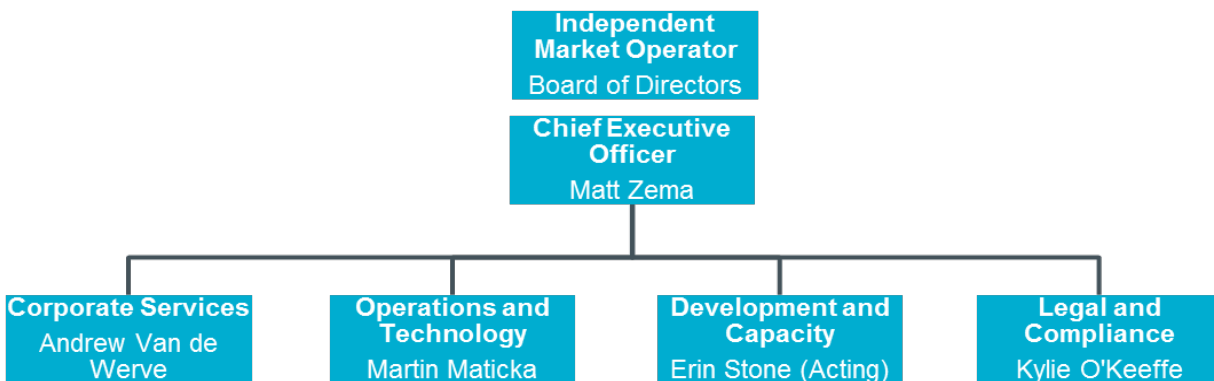 Independent
Market Operator
Board of Directors
Chief Executive
Officer
Matt Zema
Corporate Services
Andrew Van de
Werve
Operations and
Technology
Martin Maticka
Development and
Capacity
Erin Stone (Acting)
Legal and
Compliance
Kylie O'Keeffe